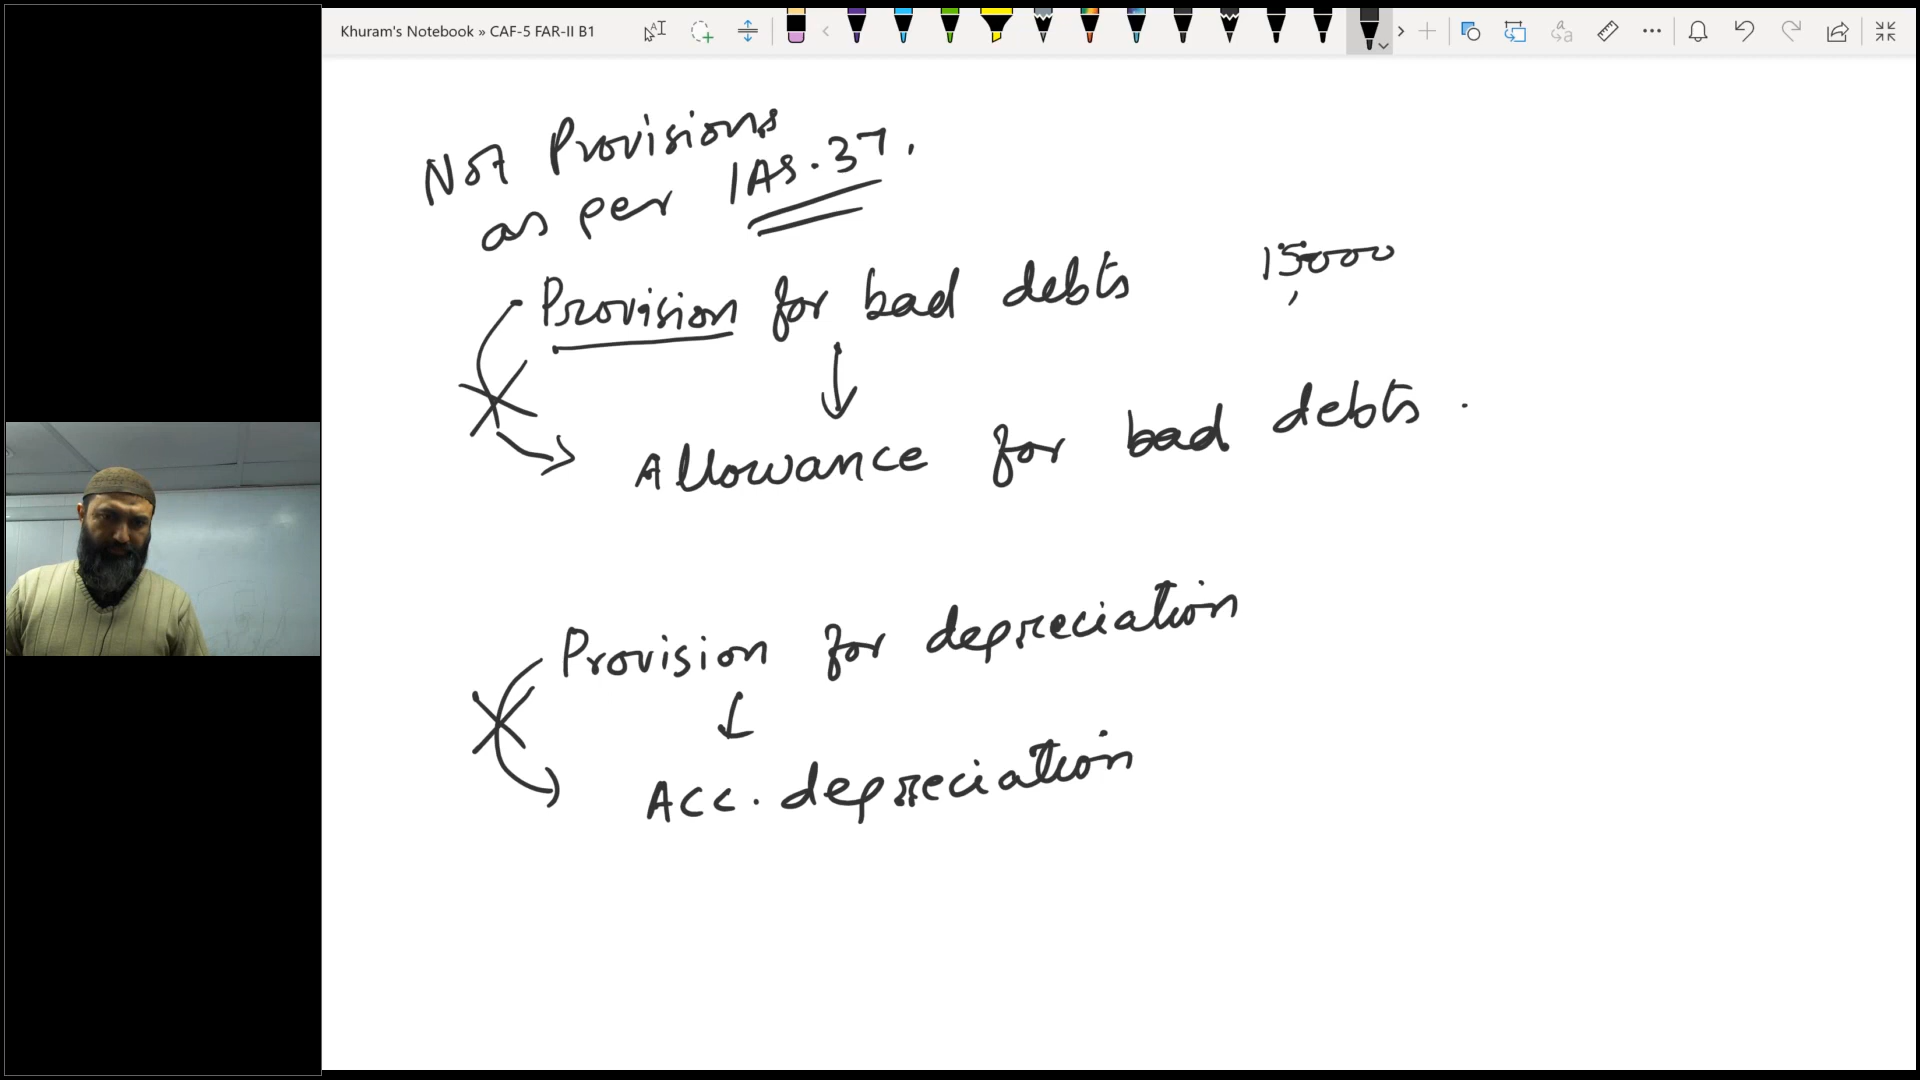 Khuram's Notebook » CAF-5 FAR-II B1
Not Provisions
as per IAS.37.
Provision for bad debts 15000
Allowance for bad debts.
Provision for depreciation
Acc. depreciation